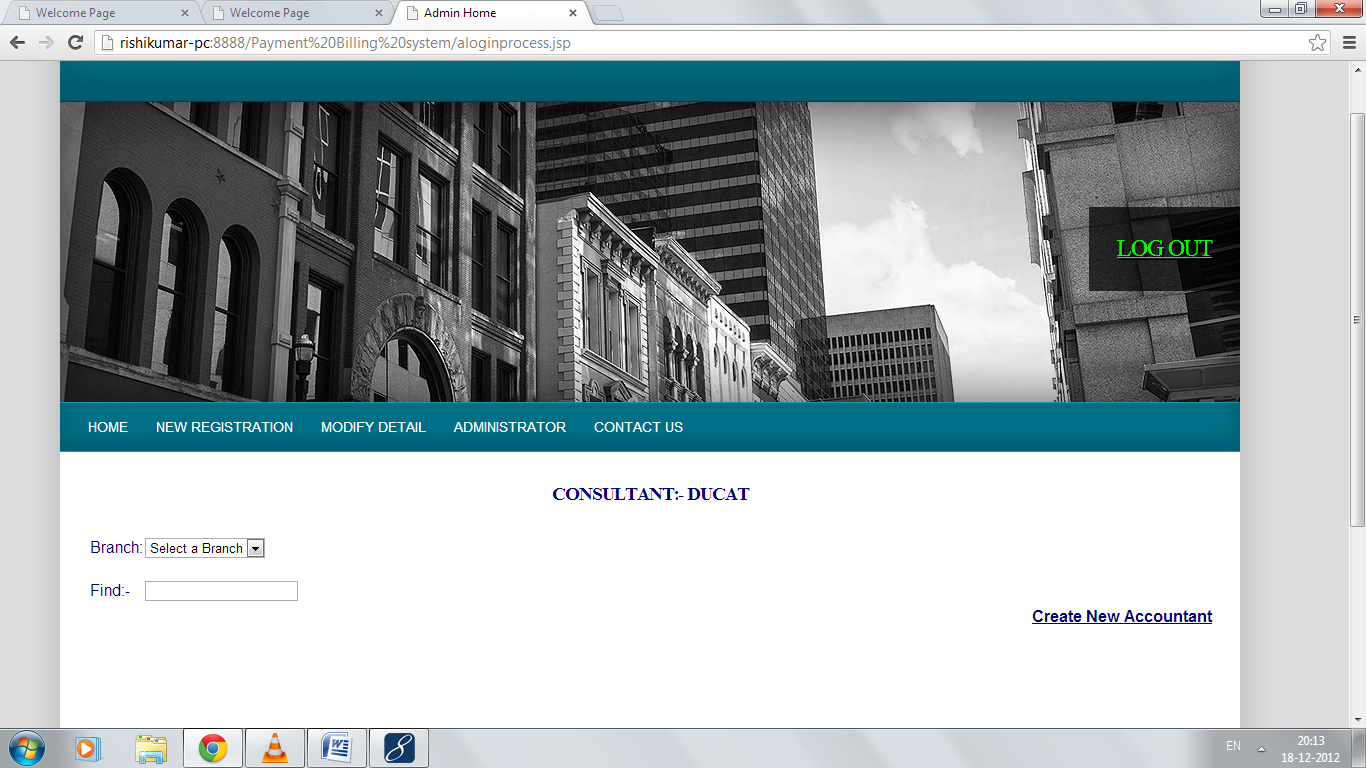 Welcome Page
Welcome Page
Admin Home
rishikumar-pc:8888/Payment%20Billing%20system/aloginprocess.jsp
LOG OUT
HOME NEW REGISTRATION MODIFY DETAIL ADMINISTRATOR CONTACT US
CONSULTANT:- DUCAT
Branch: Select a Branch
Find:-
Create New Accountant
EN
20:13
18-12-2012